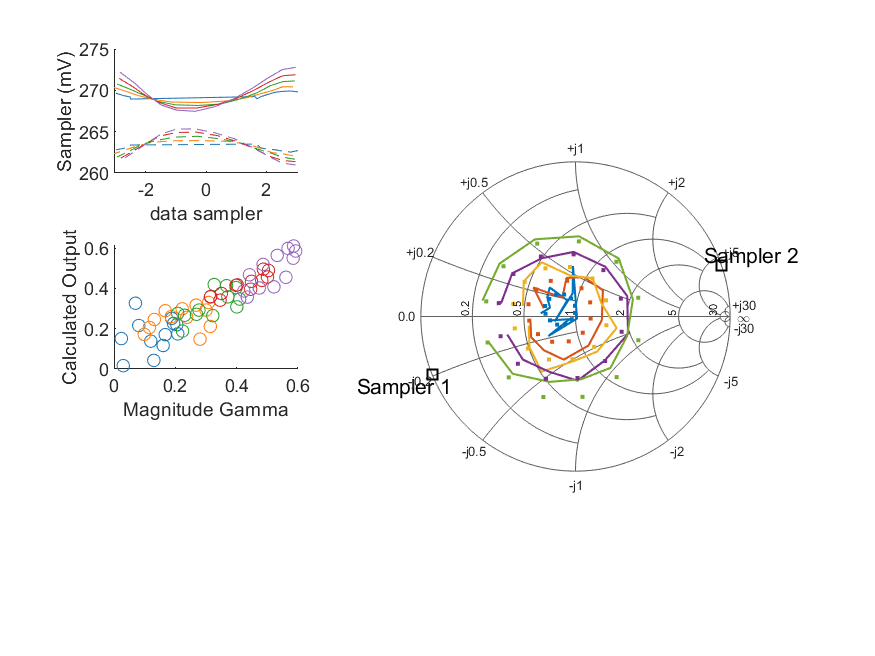 275
270
265
260
Sampler (mV)
-2
0
2
data sampler
0.6
0.4
0.2
0
Calculated Output
0
0.2
0.4
0.6
Magnitude Gamma
+j1
+j0.5
+j2
+j0.2
+j5
Sampler 2
0.0
0.2
0.5
1
2
5
30
+j30
∞
-j30
-j0.2
Sampler 1
-j5
-j0.5
-j2
-j1